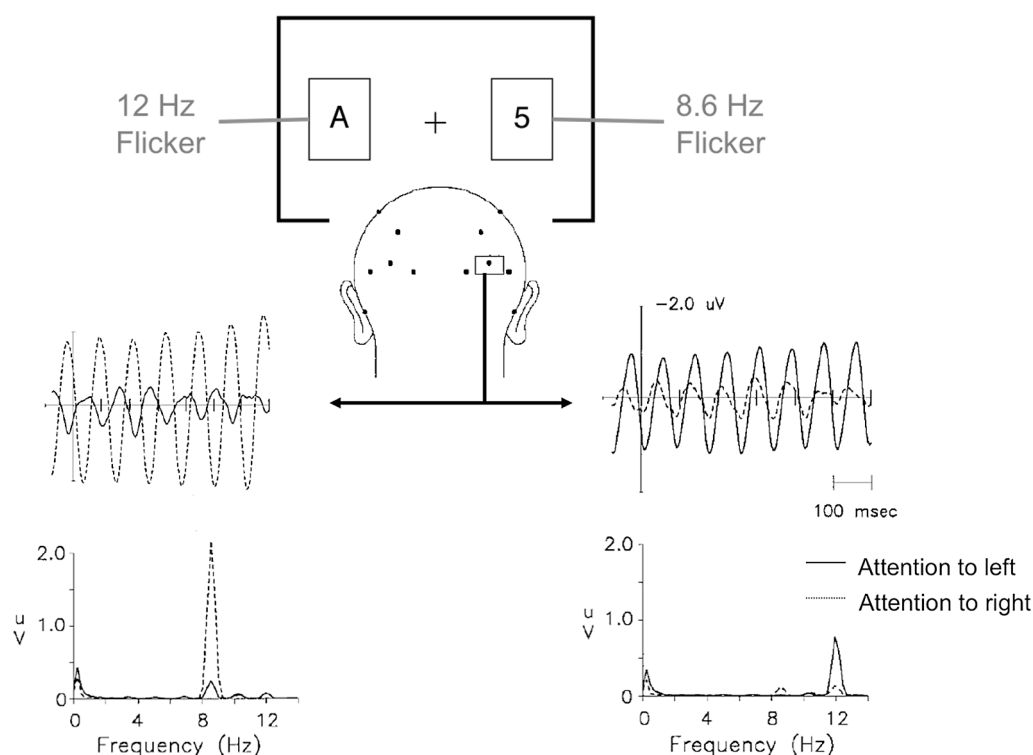 12 Hz
Flicker
A
+
5
8.6 Hz
Flicker
-2.0 uV
100 msec
2.0
1.0
0
uV
0 4 8 12
Frequency (Hz)
2.0
1.0
0
uV
0 4 8 12
Frequency (Hz)
Attention to left
Attention to right